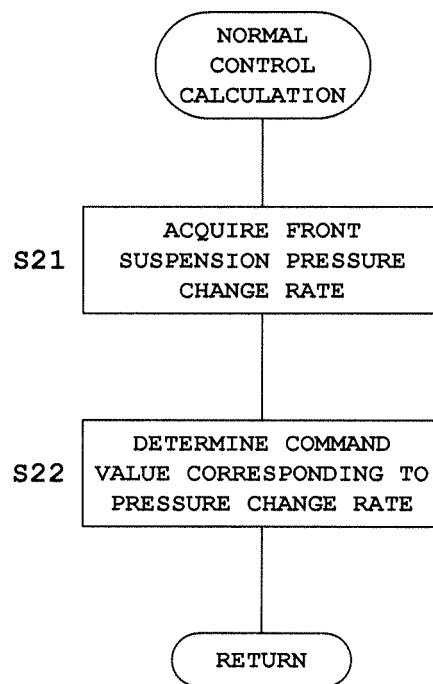 NORMAL
CONTROL
CALCULATION
S21
ACQUIRE FRONT
SUSPENSION PRESSURE
CHANGE RATE
S22
DETERMINE COMMAND
VALUE CORRESPONDING TO
PRESSURE CHANGE RATE
RETURN